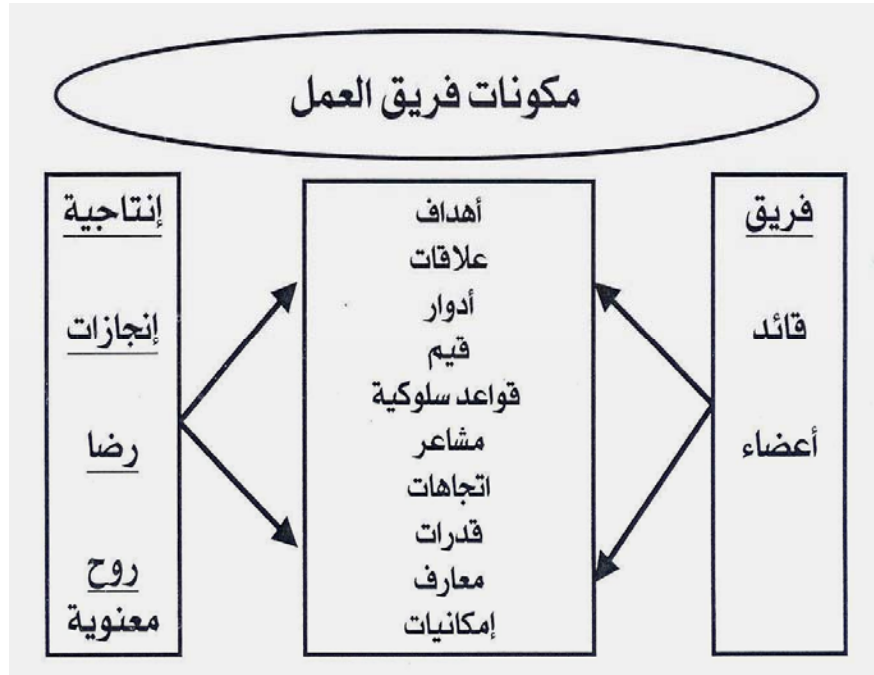 مكونات فريق العمل
فريق
قائد
أعضاء
أهداف
علاقات
أدوار
قيم
قواعد سلوكية
مشاعر
اتجاهات
قدرات
معارف
إمكانيات
إنتاجية
إنجازات
رضا
روح
معنوية